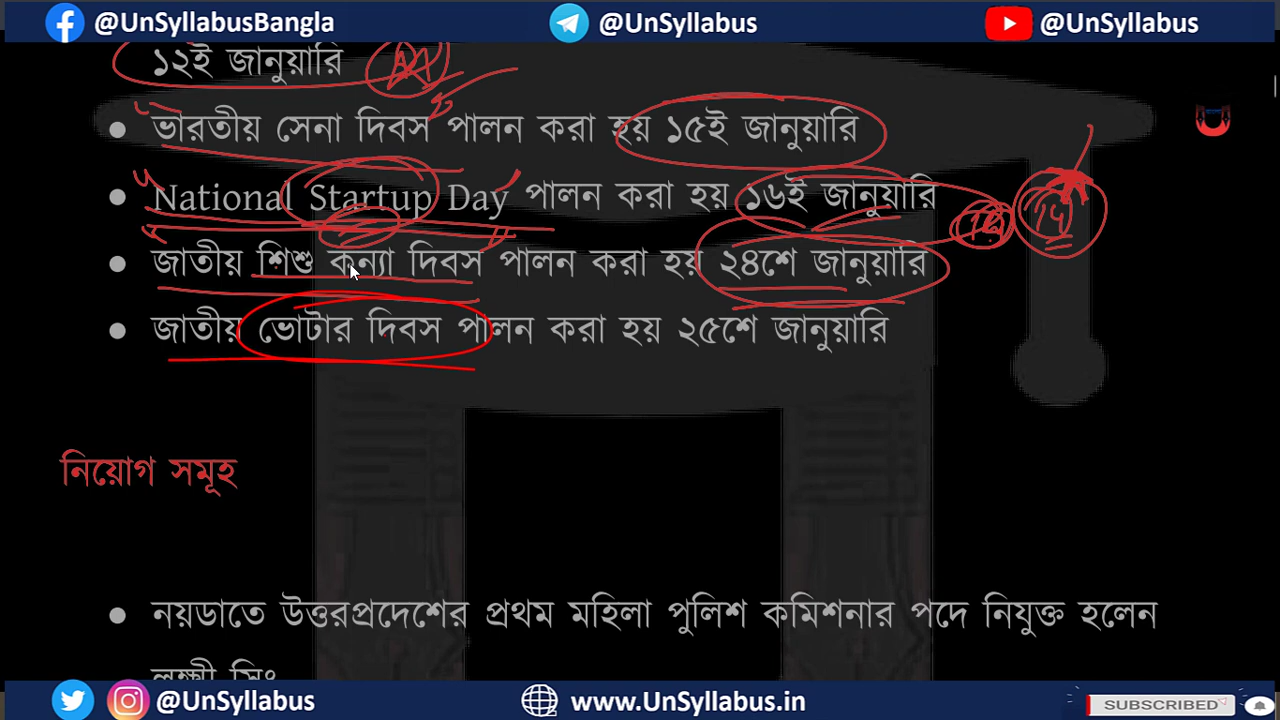 @UnSyllabusBangla @UnSyllabus @UnSyllabus
১২ই জানুয়ারি
• ভারতীয় সেনা দিবস পালন করা হয় ১৫ই জানুয়ারি
• National Startup Day পালন করা হয় ১৬ই জানুয়ারি
• জাতীয় শিশু কন্যা দিবস পালন করা হয় ২৪শে জানুয়ারি
• জাতীয় ভোটার দিবস পালন করা হয় ২৫শে জানুয়ারি
নিয়োগ সমূহ
• নয়ডাতে উত্তরপ্রদেশের প্রথম মহিলা পুলিশ কমিশনার পদে নিযুক্ত হলেন
লক্ষ্মী সিং
@UnSyllabus www.UnSyllabus.in SUBSCRIBED